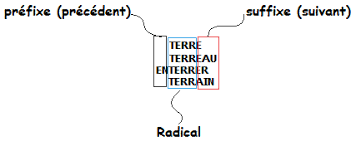 préfixe (précédent) suffixe (suivant)
TERRE
TERREAU
ENTERRER
TERRAIN
Radical